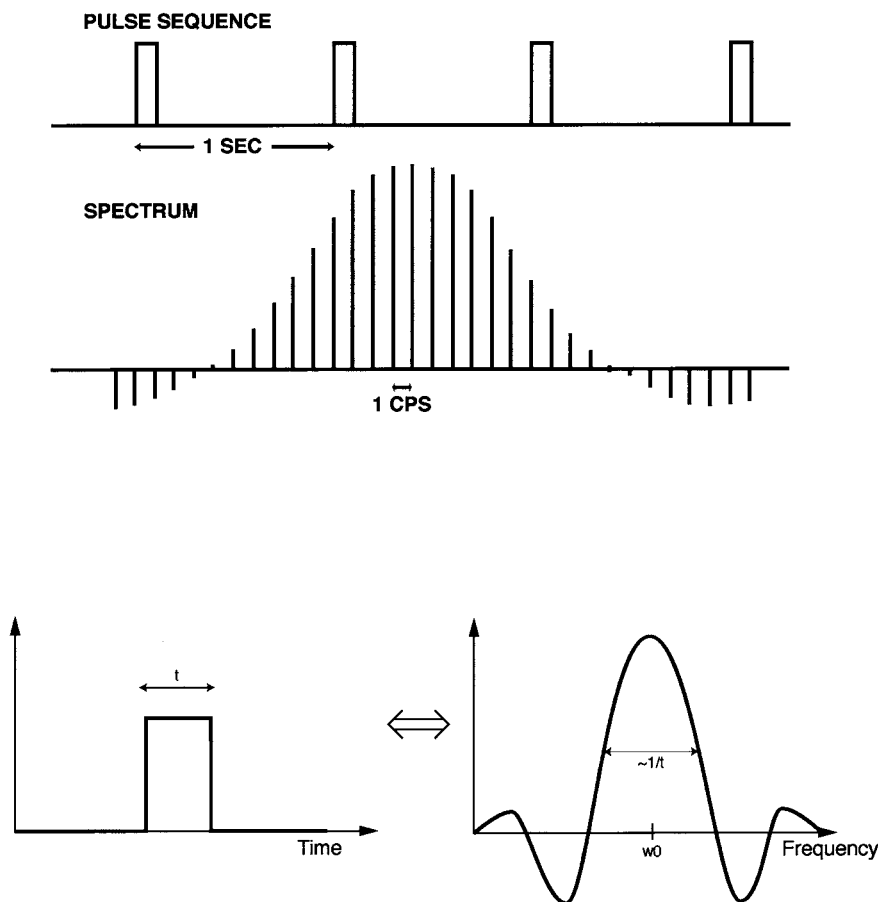 PULSE SEQUENCE
1 SEC
SPECTRUM
1 CPS
t
Time
~1/t
w0
Frequency